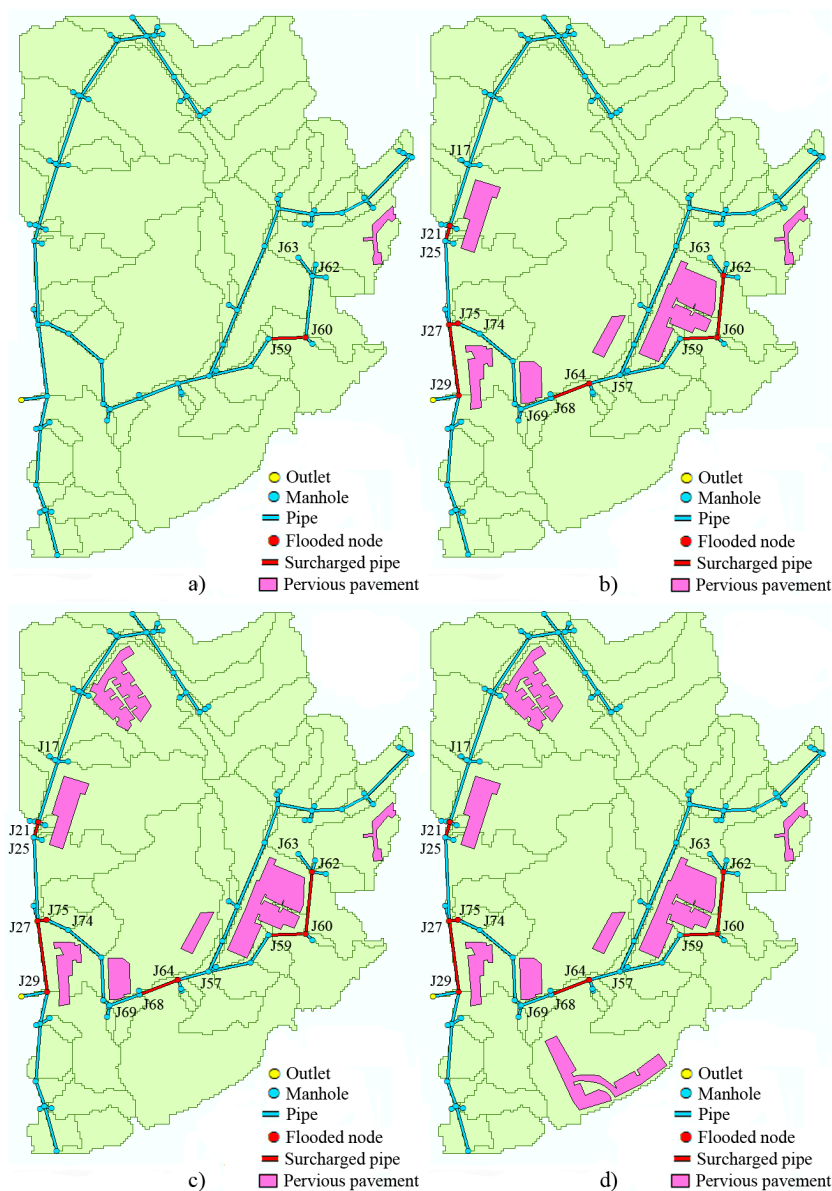 J63
J62
J59
J60
Outlet
Manhole
Pipe
Flooded node
Surcharged pipe
Pervious pavement
a)
J17
J21
J25
J63
J62
J75
J27
J74
J60
J59
J29
J64
J57
J68
J69
Outlet
Manhole
Pipe
Flooded node
Surcharged pipe
Pervious pavement
b)
J17
J21
J25
J63
J62
J75
J27
J74
J60
J59
J29
J64
J57
J68
J69
Outlet
Manhole
Pipe
Flooded node
Surcharged pipe
Pervious pavement
c)
J17
J21
J25
J63
J62
J75
J27
J74
J60
J59
J29
J64
J57
J68
J69
Outlet
Manhole
Pipe
Flooded node
Surcharged pipe
Pervious pavement
d)